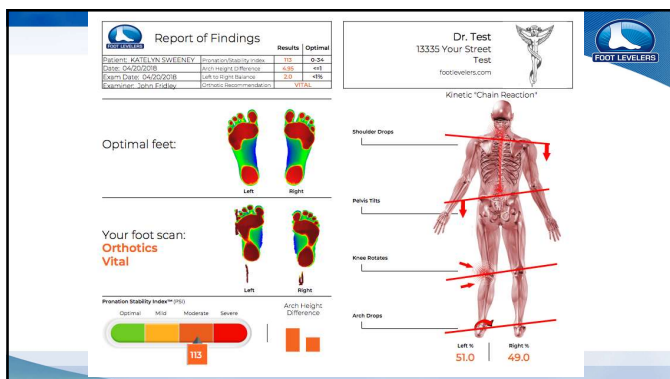 FOOT LEVELERS
Report of Findings
Results Optimal
Patient: KATELYN SWEENEY Pronation/Stability Index 113 0-34
Date: 04/20/2018 Arch Height Difference 4.95 <=1
Exam Date: 04/20/2018 Left to Right Balance 2.0 <1%
Examiner: John Fridley Orthotic Recommendation VITAL
Optimal feet:
Left Right
Your foot scan:
Orthotics
Vital
Left Right
Pronation Stability Index™ (PSI)
Optimal Mild Moderate Severe
113
Arch Height
Difference
Dr. Test
13335 Your Street
Test
footlevelers.com
Kinetic "Chain Reaction"
Shoulder Drops
Pelvis Tilts
Knee Rotates
Arch Drops
Left % Right %
51.0 49.0
FOOT LEVELERS